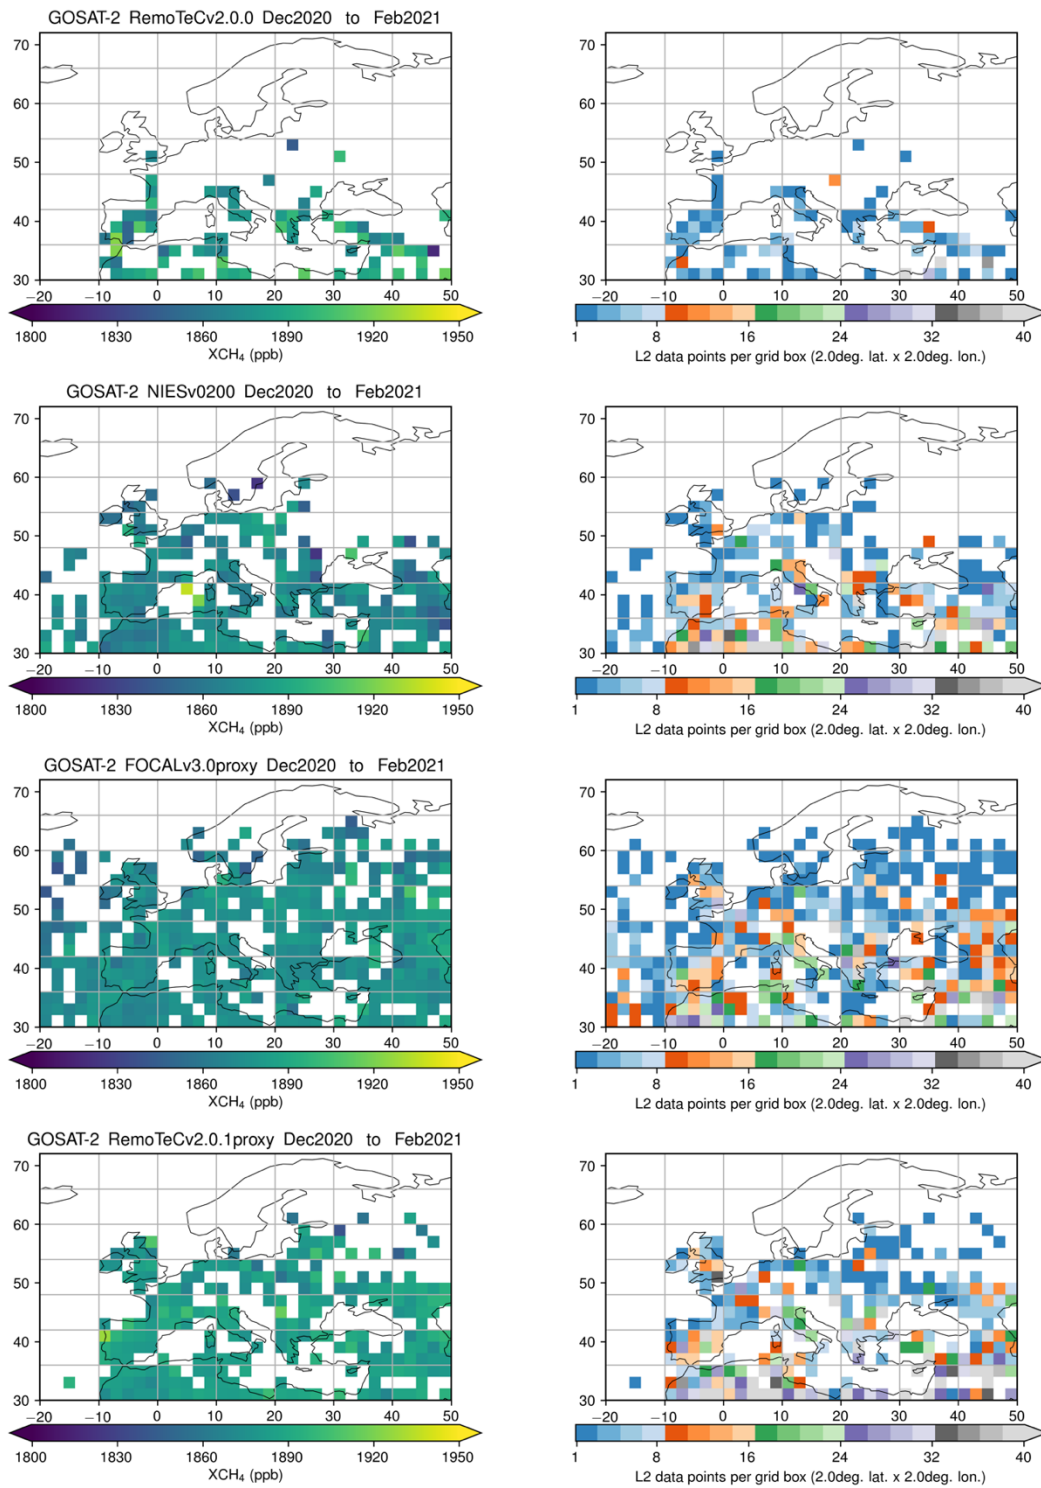 GOSAT-2 RemoTeCv2.0.0 Dec2020 to Feb2021
70
60
50
40
30
−20 −10 0 10 20 30 40 50
1800 1830 1860 1890 1920 1950
XCH₄ (ppb)
70
60
50
40
30
−20 −10 0 10 20 30 40 50
1 8 16 24 32 40
L2 data points per grid box (2.0deg. lat. x 2.0deg. lon.)
GOSAT-2 NIESv0200 Dec2020 to Feb2021
70
60
50
40
30
−20 −10 0 10 20 30 40 50
1800 1830 1860 1890 1920 1950
XCH₄ (ppb)
70
60
50
40
30
−20 −10 0 10 20 30 40 50
1 8 16 24 32 40
L2 data points per grid box (2.0deg. lat. x 2.0deg. lon.)
GOSAT-2 FOCALv3.0proxy Dec2020 to Feb2021
70
60
50
40
30
−20 −10 0 10 20 30 40 50
1800 1830 1860 1890 1920 1950
XCH₄ (ppb)
70
60
50
40
30
−20 −10 0 10 20 30 40 50
1 8 16 24 32 40
L2 data points per grid box (2.0deg. lat. x 2.0deg. lon.)
GOSAT-2 RemoTeCv2.0.1proxy Dec2020 to Feb2021
70
60
50
40
30
−20 −10 0 10 20 30 40 50
1800 1830 1860 1890 1920 1950
XCH₄ (ppb)
70
60
50
40
30
−20 −10 0 10 20 30 40 50
1 8 16 24 32 40
L2 data points per grid box (2.0deg. lat. x 2.0deg. lon.)